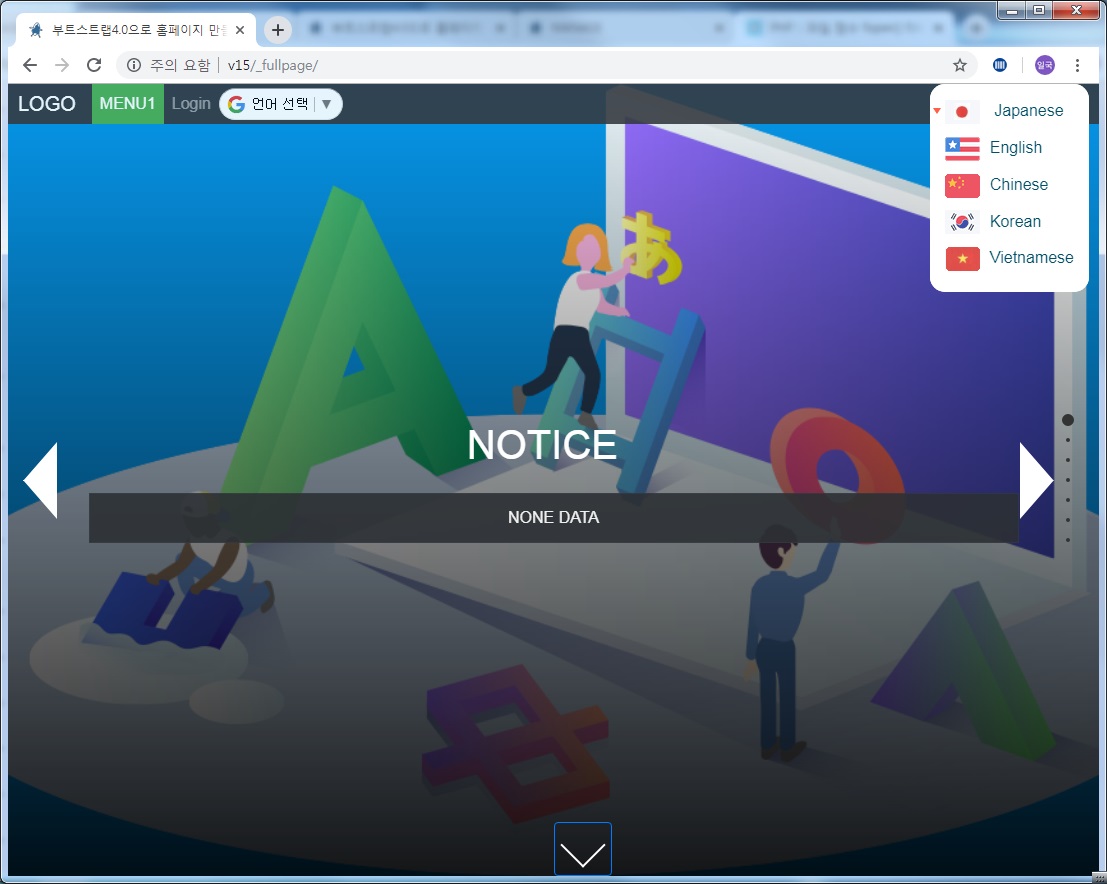 부트스트랩4.0으로 홈페이지 만
주의 요함 v15/_fullpage/
일국
LOGO MENU1 Login 언어 선택 ▼
Japanese
English
Chinese
Korean
Vietnamese
あ
NOTICE
NONE DATA